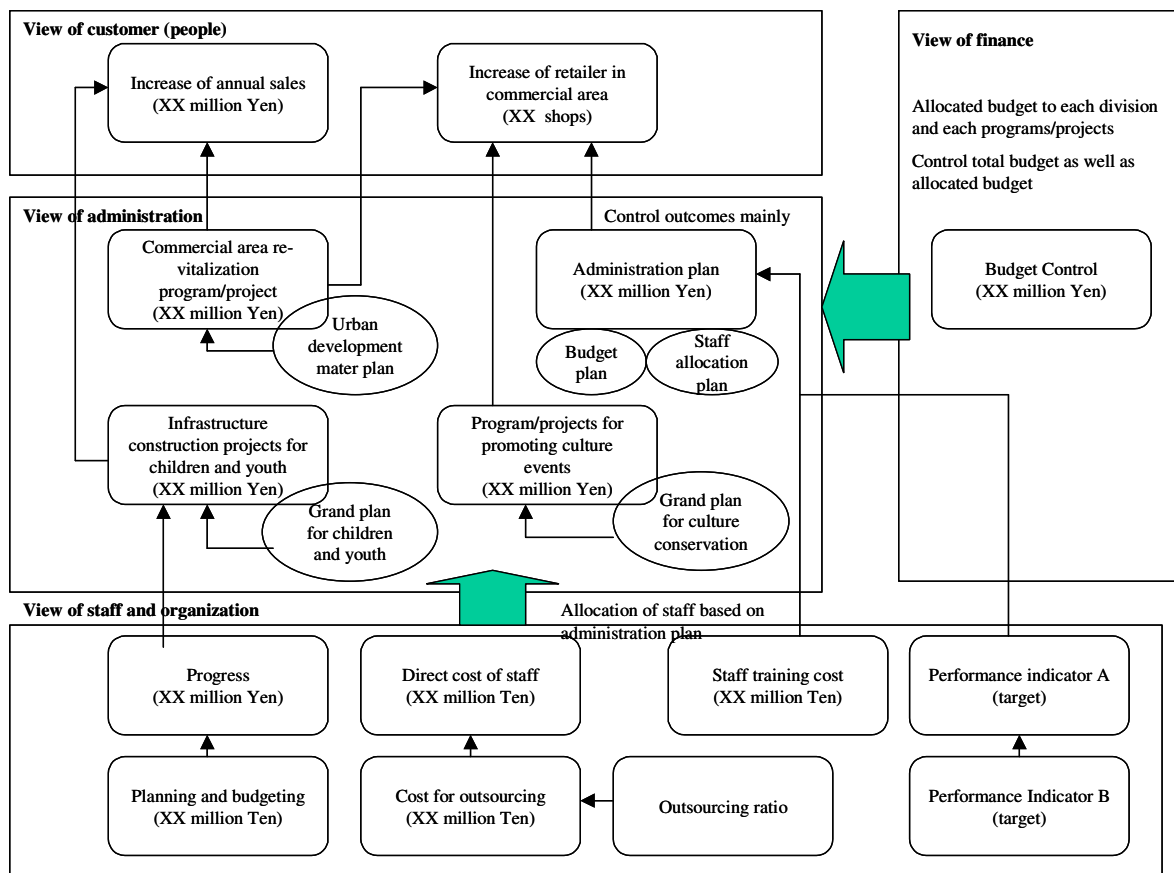 View of customer (people)
Increase of annual sales
(XX million Yen)
Increase of retailer in
commercial area
(XX  shops)
View of finance
Allocated budget to each division
and each programs/projects
Control total budget as well as
allocated budget
Budget Control
(XX million Yen)
View of administration
Control outcomes mainly
Commercial area re-
vitalization
program/project
(XX million Yen)
Urban
development
mater plan
Administration plan
(XX million Yen)
Budget
plan
Staff
allocation
plan
Infrastructure
construction projects for
children and youth
(XX million Yen)
Grand plan
for children
and youth
Program/projects for
promoting culture
events
(XX million Yen)
Grand plan
for culture
conservation
View of staff and organization
Allocation of staff based on
administration plan
Progress
(XX million Yen)
Direct cost of staff
(XX million Ten)
Staff training cost
(XX million Ten)
Performance indicator A
(target)
Planning and budgeting
(XX million Ten)
Cost for outsourcing
(XX million Ten)
Outsourcing ratio
Performance Indicator B
(target)